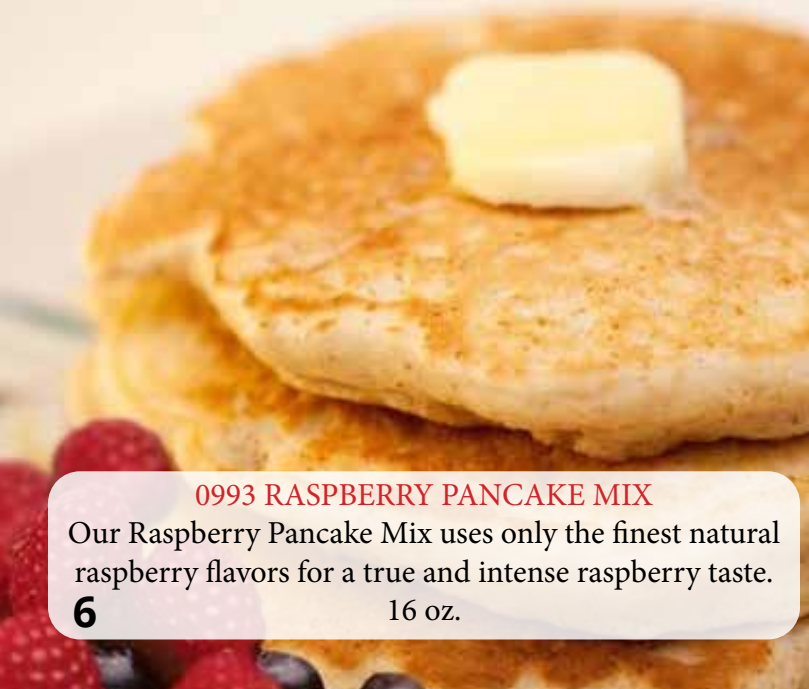 0993 RASPBERRY PANCAKE MIX
Our Raspberry Pancake Mix uses only the finest natural
raspberry flavors for a true and intense raspberry taste.
6 16 oz.